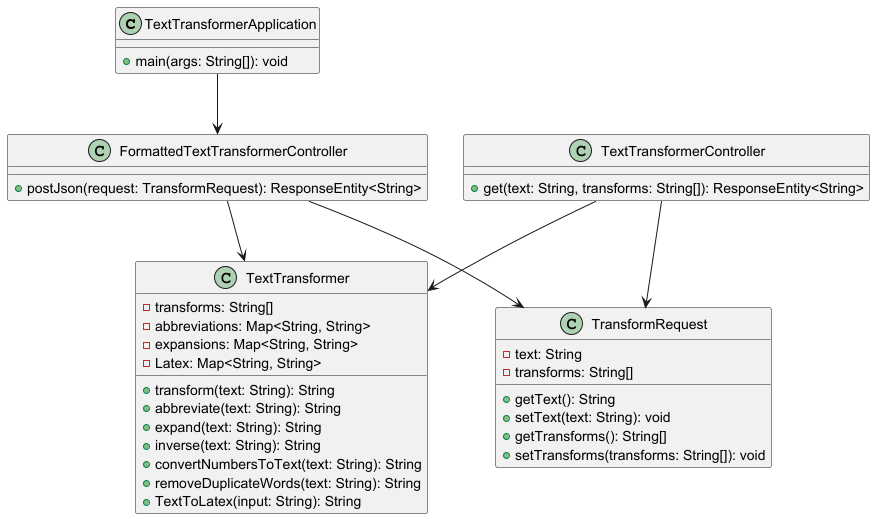 C TextTransformerApplication
main(args: String[]): void
C FormattedTextTransformerController
postJson(request: TransformRequest): ResponseEntity<String>
C TextTransformerController
get(text: String, transforms: String[]): ResponseEntity<String>
C TextTransformer
transforms: String[]
abbreviations: Map<String, String>
expansions: Map<String, String>
Latex: Map<String, String>
transform(text: String): String
abbreviate(text: String): String
expand(text: String): String
inverse(text: String): String
convertNumbersToText(text: String): String
removeDuplicateWords(text: String): String
TextToLatex(input: String): String
C TransformRequest
text: String
transforms: String[]
getText(): String
setText(text: String): void
getTransforms(): String[]
setTransforms(transforms: String[]): void